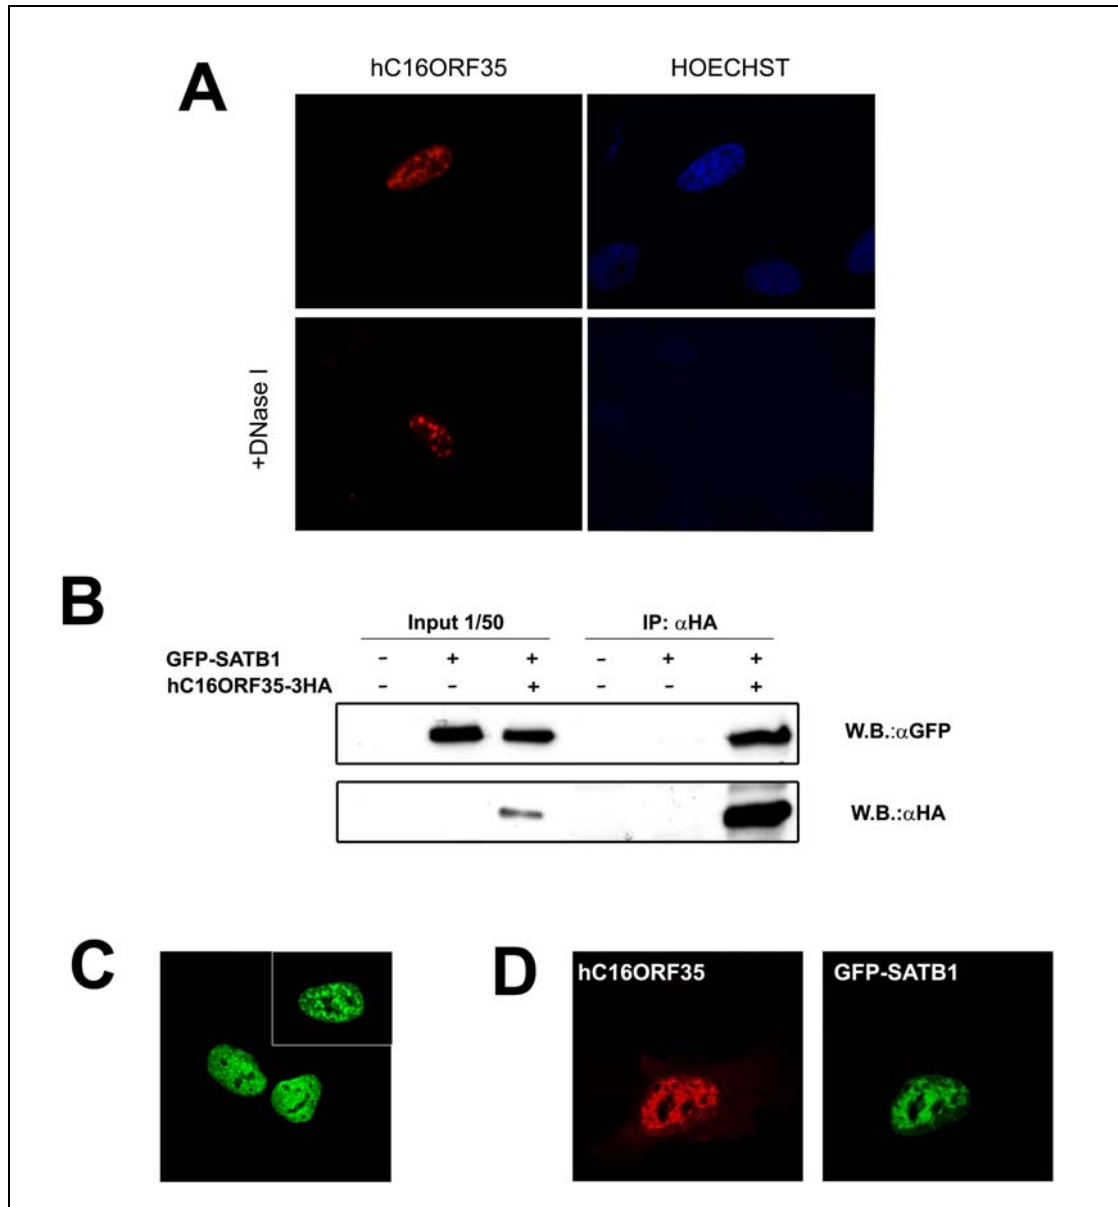 A
hC16ORF35 HOECHST
+DNase I
B
Input 1/50 IP: αHA
GFP-SATB1 – + + – + +
hC16ORF35-3HA – – + – – +
W.B.:αGFP
W.B.:αHA
C
D
hC16ORF35 GFP-SATB1